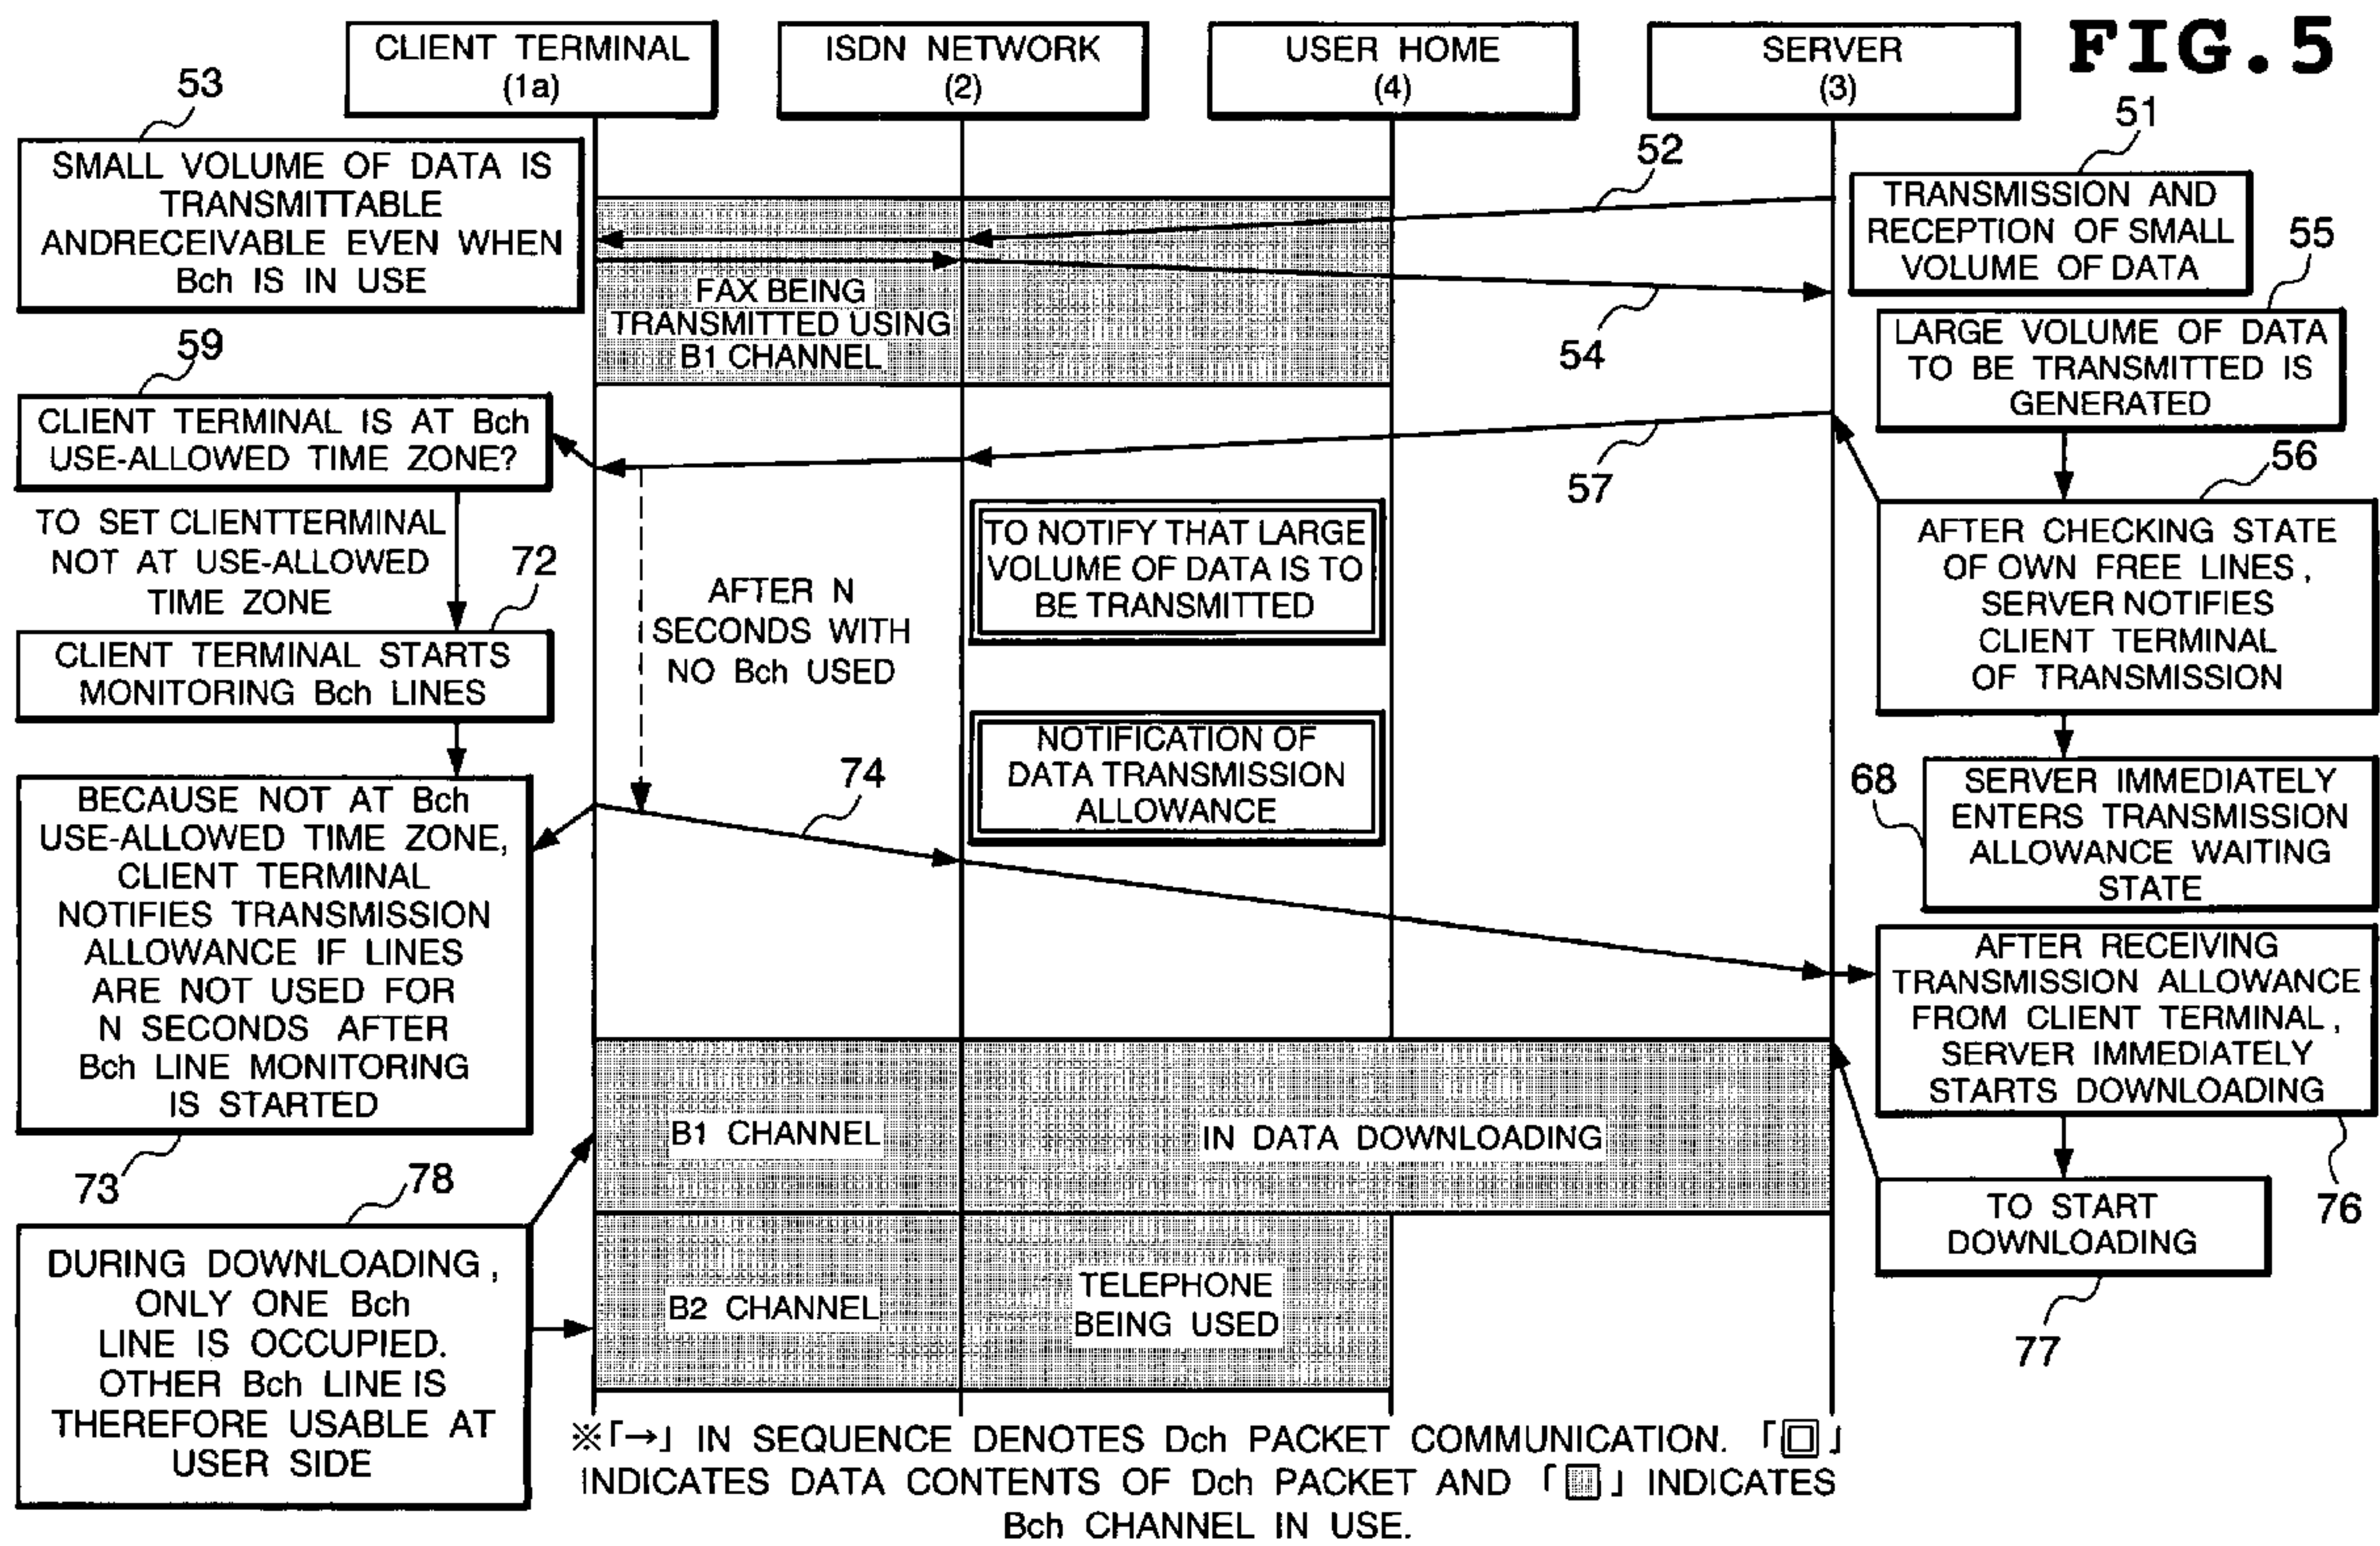 FIG.5
CLIENT TERMINAL
(1a)
ISDN NETWORK
(2)
USER HOME
(4)
SERVER
(3)
53
SMALL VOLUME OF DATA IS
TRANSMITTABLE
ANDRECEIVABLE EVEN WHEN
Bch IS IN USE
52
51
TRANSMISSION AND
RECEPTION OF SMALL
VOLUME OF DATA
FAX BEING
TRANSMITTED USING
B1 CHANNEL
54
55
LARGE VOLUME OF DATA
TO BE TRANSMITTED IS
GENERATED
59
CLIENT TERMINAL IS AT Bch
USE-ALLOWED TIME ZONE?
57
56
AFTER CHECKING STATE
OF OWN FREE LINES,
SERVER NOTIFIES
CLIENT TERMINAL
OF TRANSMISSION
TO SET CLIENTTERMINAL
NOT AT USE-ALLOWED
TIME ZONE
72
CLIENT TERMINAL STARTS
MONITORING Bch LINES
AFTER N
SECONDS WITH
NO Bch USED
TO NOTIFY THAT LARGE
VOLUME OF DATA IS TO
BE TRANSMITTED
NOTIFICATION OF
DATA TRANSMISSION
ALLOWANCE
74
68
SERVER IMMEDIATELY
ENTERS TRANSMISSION
ALLOWANCE WAITING
STATE
BECAUSE NOT AT Bch
USE-ALLOWED TIME ZONE,
CLIENT TERMINAL
NOTIFIES TRANSMISSION
ALLOWANCE IF LINES
ARE NOT USED FOR
N SECONDS AFTER
Bch LINE MONITORING
IS STARTED
73
AFTER RECEIVING
TRANSMISSION ALLOWANCE
FROM CLIENT TERMINAL,
SERVER IMMEDIATELY
STARTS DOWNLOADING
76
B1 CHANNEL
IN DATA DOWNLOADING
TO START
DOWNLOADING
77
78
DURING DOWNLOADING,
ONLY ONE Bch
LINE IS OCCUPIED.
OTHER Bch LINE IS
THEREFORE USABLE AT
USER SIDE
B2 CHANNEL
TELEPHONE
BEING USED
※「→」 IN SEQUENCE DENOTES Dch PACKET COMMUNICATION. 「回」
INDICATES DATA CONTENTS OF Dch PACKET AND 「▩」 INDICATES
Bch CHANNEL IN USE.